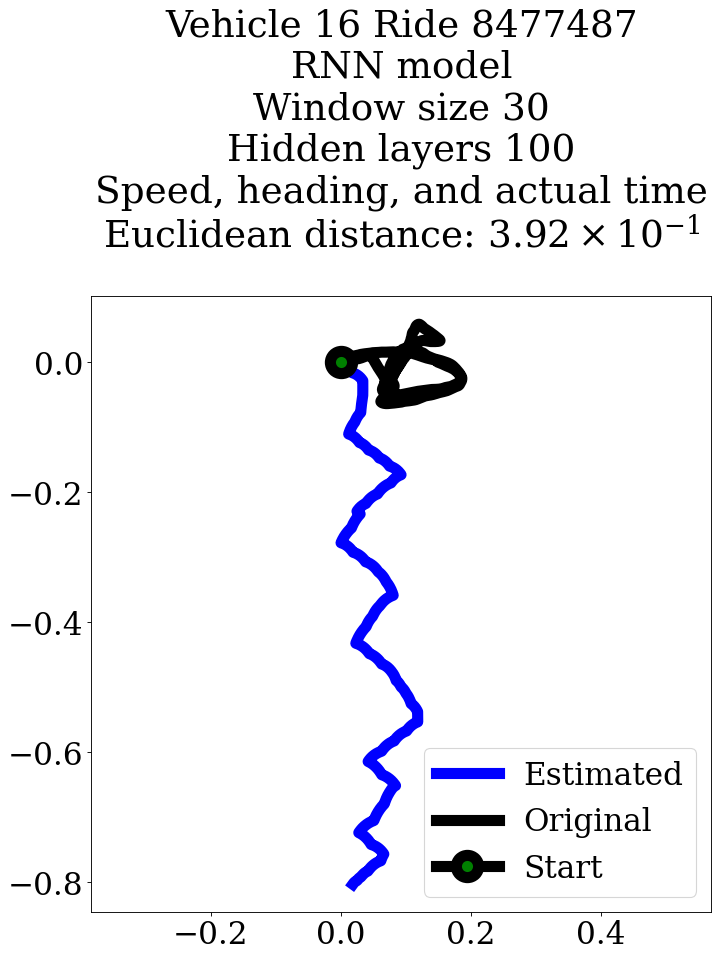 Vehicle 16 Ride 8477487
RNN model
Window size 30
Hidden layers 100
Speed, heading, and actual time
Euclidean distance: 3.92 × 10⁻¹
0.0
−0.2
−0.4
−0.6
−0.8
−0.2 0.0 0.2 0.4
Estimated
Original
Start